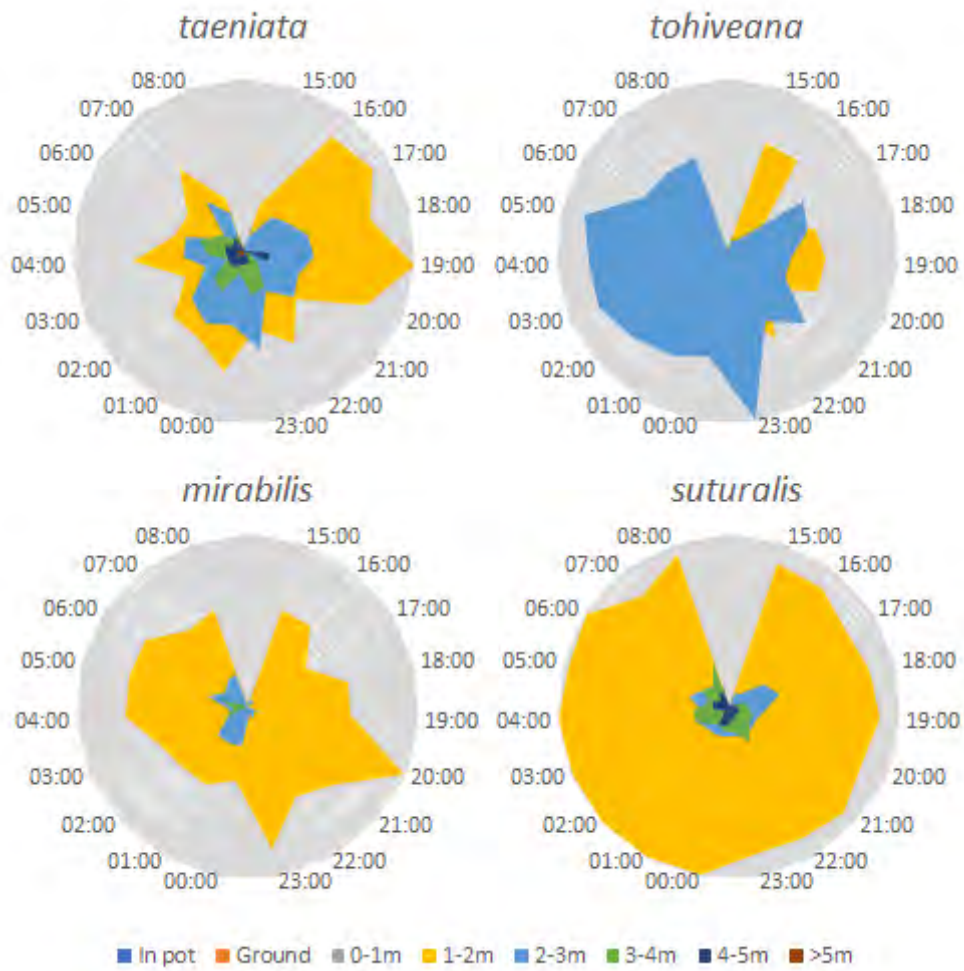 taeniata tohiveana
08:00 15:00 08:00 15:00
07:00 16:00 07:00 16:00
06:00 17:00 06:00 17:00
05:00 18:00 05:00 18:00
04:00 19:00 04:00 19:00
03:00 20:00 03:00 20:00
02:00 21:00 02:00 21:00
01:00 22:00 01:00 22:00
00:00 23:00 00:00 23:00
mirabilis suturalis
08:00 15:00 08:00 15:00
07:00 16:00 07:00 16:00
06:00 17:00 06:00 17:00
05:00 18:00 05:00 18:00
04:00 19:00 04:00 19:00
03:00 20:00 03:00 20:00
02:00 21:00 02:00 21:00
01:00 22:00 01:00 22:00
00:00 23:00 00:00 23:00
In pot Ground 0-1m 1-2m 2-3m 3-4m 4-5m >5m